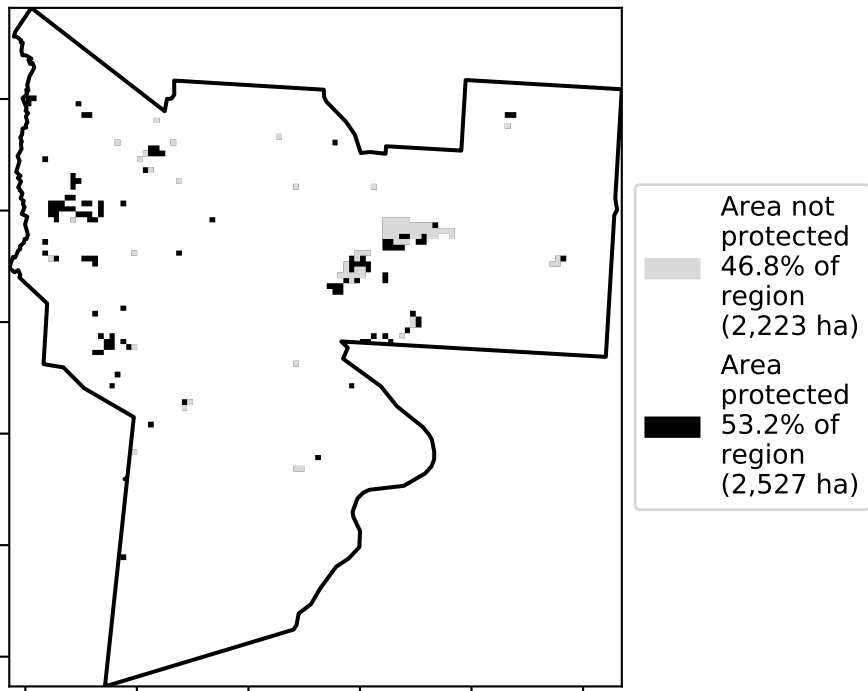 Area not
protected
46.8% of
region
(2,223 ha)
Area
protected
53.2% of
region
(2,527 ha)